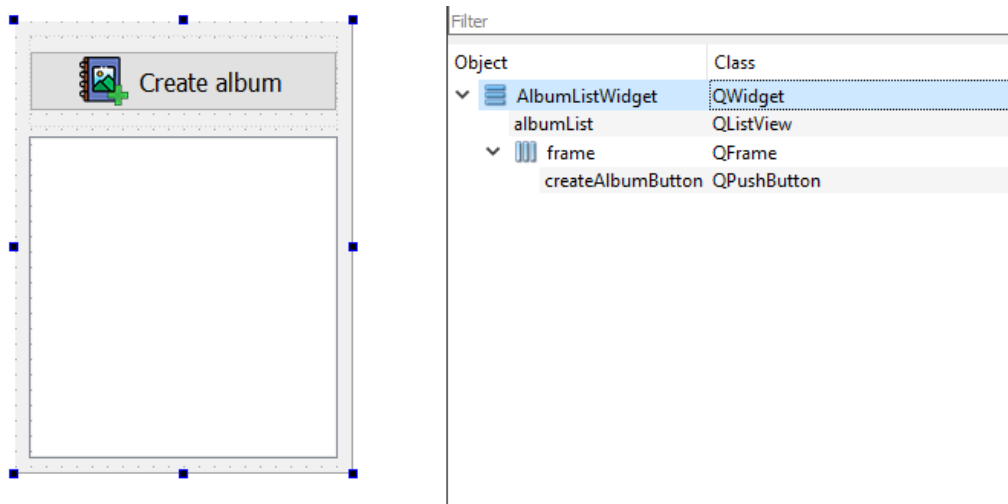 Create album
Filter
Object Class
AlbumListWidget QWidget
albumList QListView
frame QFrame
createAlbumButton QPushButton